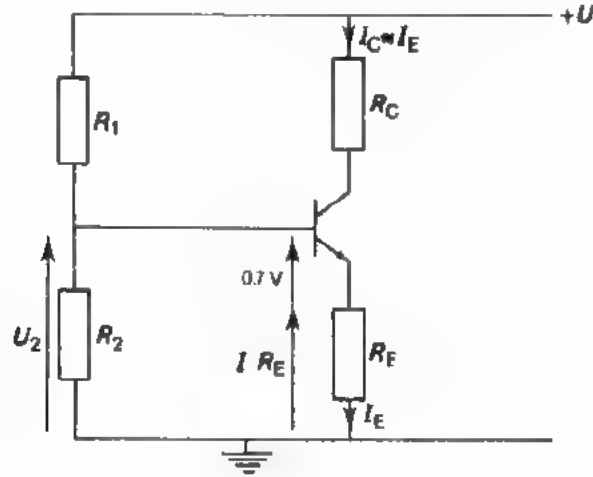 +U
I_C ≈ I_E
R_1
R_C
0.7 V
U_2
R_2
I R_E
R_E
I_E